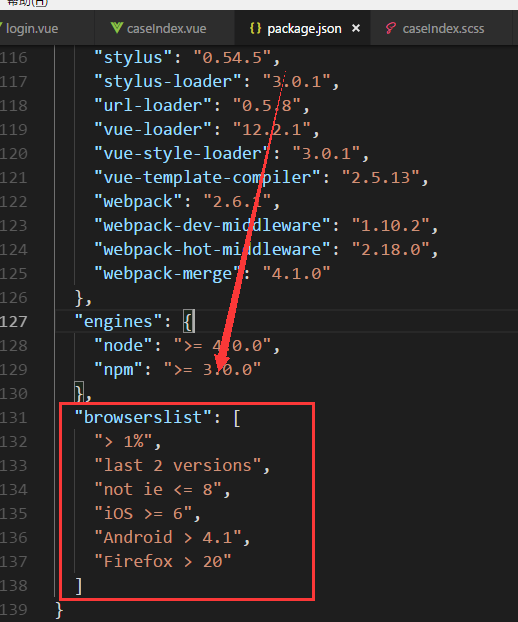 帮助(H)
login.vue caseIndex.vue {} package.json × caseIndex.scss
116 "stylus": "0.54.5",
117 "stylus-loader": "3.0.1",
118 "url-loader": "0.5.8",
119 "vue-loader": "12.2.1",
120 "vue-style-loader": "3.0.1",
121 "vue-template-compiler": "2.5.13",
122 "webpack": "2.6.1",
123 "webpack-dev-middleware": "1.10.2",
124 "webpack-hot-middleware": "2.18.0",
125 "webpack-merge": "4.1.0"
126 },
127 "engines": {
128 "node": ">= 4.0.0",
129 "npm": ">= 3.0.0"
130 },
131 "browserslist": [
132 "> 1%",
133 "last 2 versions",
134 "not ie <= 8",
135 "iOS >= 6",
136 "Android > 4.1",
137 "Firefox > 20"
138 ]
139 }